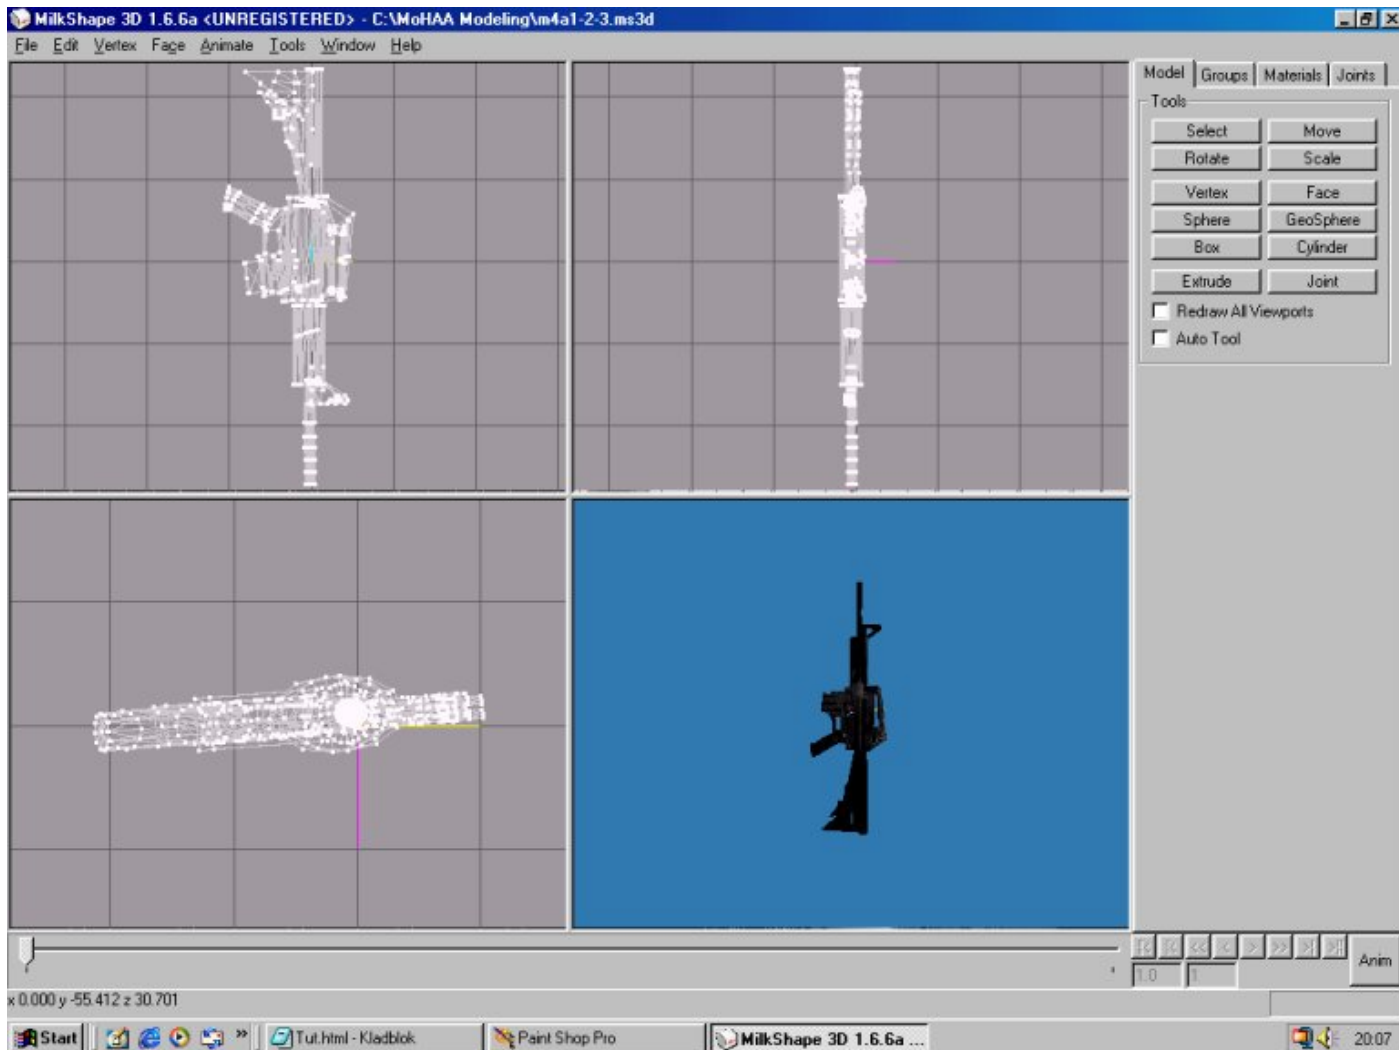 MilkShape 3D 1.6.6a <UNREGISTERED> - C:\MoHAA Modeling\m4a1-2-3.ms3d
File Edit Vertex Face Animate Tools Window Help
Model Groups Materials Joints
Tools
Select Move
Rotate Scale
Vertex Face
Sphere GeoSphere
Box Cylinder
Extrude Joint
Redraw All Viewports
Auto Tool
1.0 1 Anim
x 0.000 y -55.412 z 30.701
Start » Tut.html - Kladblok Paint Shop Pro MilkShape 3D 1.6.6a ... 20:07